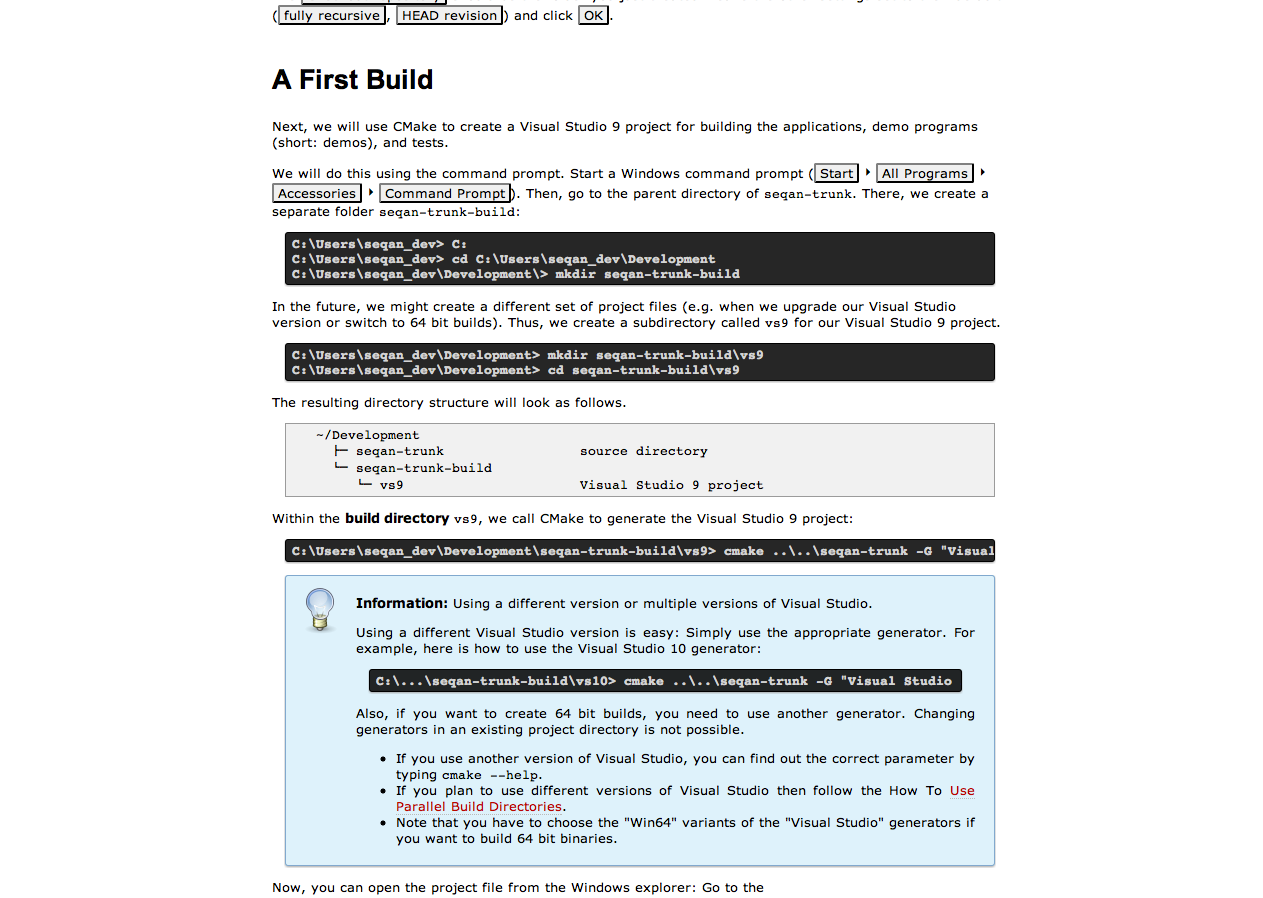 (fully recursive, HEAD revision) and click OK.
A First Build
Next, we will use CMake to create a Visual Studio 9 project for building the applications, demo programs
(short: demos), and tests.
We will do this using the command prompt. Start a Windows command prompt (Start ‣ All Programs ‣
Accessories ‣ Command Prompt). Then, go to the parent directory of seqan-trunk. There, we create a
separate folder seqan-trunk-build:
C:\Users\seqan_dev> C:
C:\Users\seqan_dev> cd C:\Users\seqan_dev\Development
C:\Users\seqan_dev\Development\> mkdir seqan-trunk-build
In the future, we might create a different set of project files (e.g. when we upgrade our Visual Studio
version or switch to 64 bit builds). Thus, we create a subdirectory called vs9 for our Visual Studio 9 project.
C:\Users\seqan_dev\Development> mkdir seqan-trunk-build\vs9
C:\Users\seqan_dev\Development> cd seqan-trunk-build\vs9
The resulting directory structure will look as follows.
~/Development
├─ seqan-trunk source directory
└─ seqan-trunk-build
└─ vs9 Visual Studio 9 project
Within the build directory vs9, we call CMake to generate the Visual Studio 9 project:
C:\Users\seqan_dev\Development\seqan-trunk-build\vs9> cmake ..\..\seqan-trunk -G "Visual
Information: Using a different version or multiple versions of Visual Studio.
Using a different Visual Studio version is easy: Simply use the appropriate generator. For
example, here is how to use the Visual Studio 10 generator:
C:\...\seqan-trunk-build\vs10> cmake ..\..\seqan-trunk -G "Visual Studio
Also, if you want to create 64 bit builds, you need to use another generator. Changing
generators in an existing project directory is not possible.
• If you use another version of Visual Studio, you can find out the correct parameter by
typing cmake --help.
• If you plan to use different versions of Visual Studio then follow the How To Use
Parallel Build Directories.
• Note that you have to choose the "Win64" variants of the "Visual Studio" generators if
you want to build 64 bit binaries.
Now, you can open the project file from the Windows explorer: Go to the